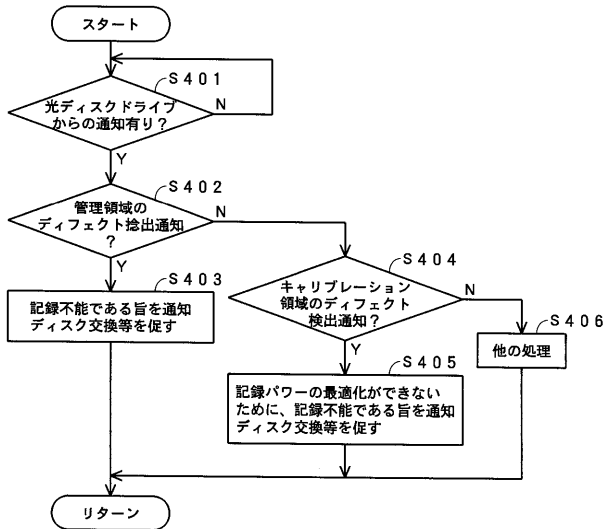 スタート
S401
光ディスクドライブ
からの通知有り？
N
Y
S402
管理領域の
ディフェクト捻出通知
？
N
Y
S403
記録不能である旨を通知
ディスク交換等を促す
S404
キャリブレーション
領域のディフェクト
検出通知？
N
Y
S405
記録パワーの最適化ができない
ために、記録不能である旨を通知
ディスク交換等を促す
S406
他の処理
リターン